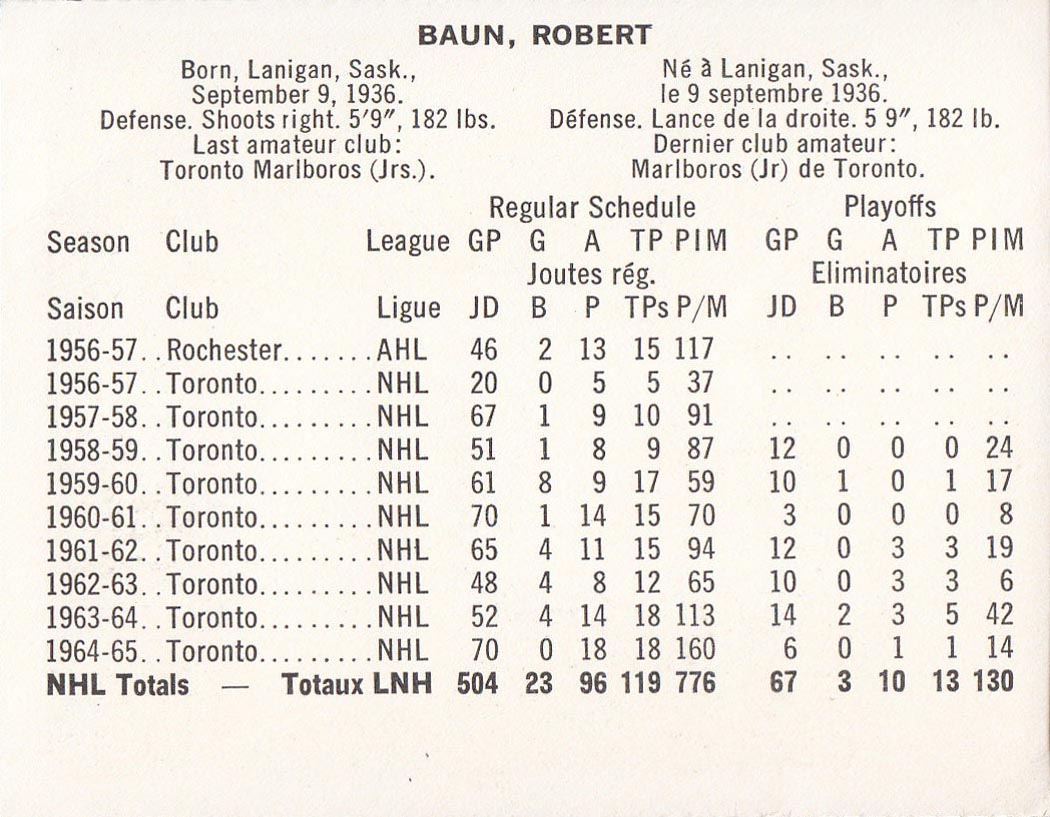 BAUN, ROBERT
Born, Lanigan, Sask.,
September 9, 1936.
Defense. Shoots right. 5'9", 182 lbs.
Last amateur club:
Toronto Marlboros (Jrs.).
Né à Lanigan, Sask.,
le 9 septembre 1936.
Défense. Lance de la droite. 5 9", 182 lb.
Dernier club amateur:
Marlboros (Jr) de Toronto.
Regular Schedule Playoffs
Season Club League GP G A TP PIM GP G A TP PIM
Joutes rég. Eliminatoires
Saison Club Ligue JD B P TPs P/M JD B P TPs P/M
1956-57. . Rochester. . . . . . . AHL 46 2 13 15 117 . . . . . . . . . .
1956-57. . Toronto. . . . . . . . . NHL 20 0 5 5 37 . . . . . . . . . .
1957-58. . Toronto. . . . . . . . . NHL 67 1 9 10 91 . . . . . . . . . .
1958-59. . Toronto. . . . . . . . . NHL 51 1 8 9 87 12 0 0 0 24
1959-60. . Toronto. . . . . . . . . NHL 61 8 9 17 59 10 1 0 1 17
1960-61. . Toronto. . . . . . . . . NHL 70 1 14 15 70 3 0 0 0 8
1961-62. . Toronto. . . . . . . . . NHL 65 4 11 15 94 12 0 3 3 19
1962-63. . Toronto. . . . . . . . . NHL 48 4 8 12 65 10 0 3 3 6
1963-64. . Toronto. . . . . . . . . NHL 52 4 14 18 113 14 2 3 5 42
1964-65. . Toronto. . . . . . . . . NHL 70 0 18 18 160 6 0 1 1 14
NHL Totals — Totaux LNH 504 23 96 119 776 67 3 10 13 130